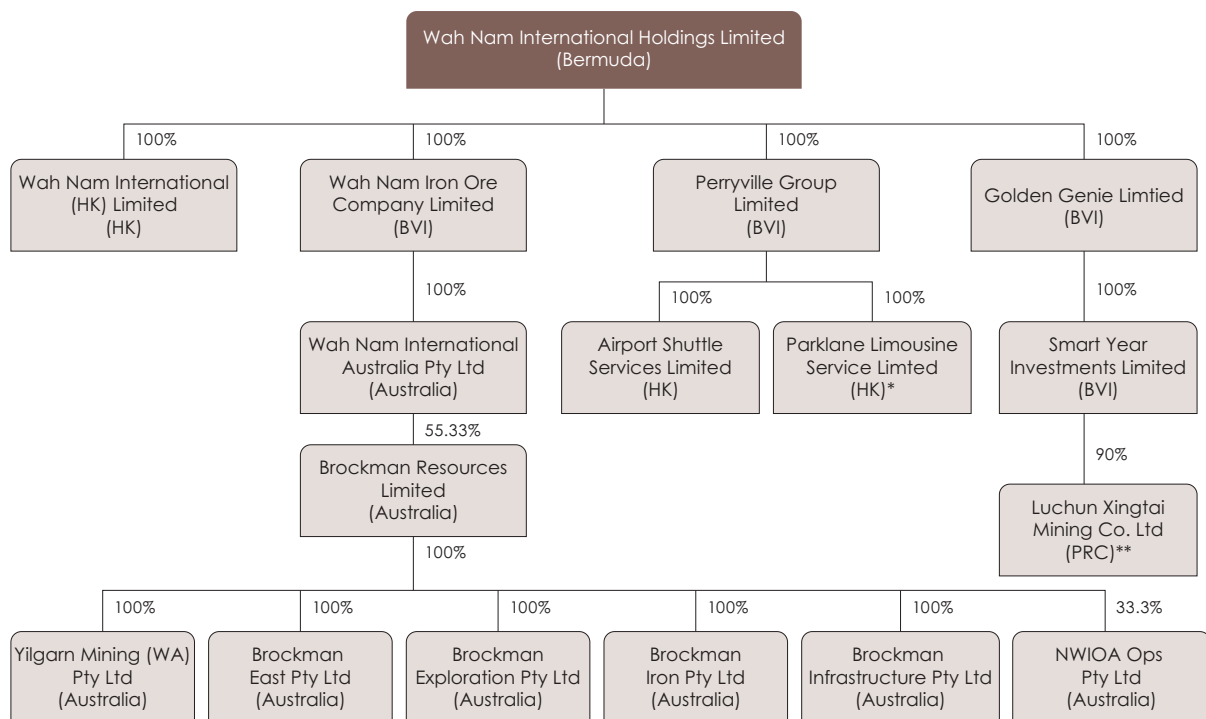 Wah Nam International Holdings Limited
(Bermuda)
100%
100%
100%
100%
Wah Nam International
(HK) Limited
(HK)
Wah Nam Iron Ore
Company Limited
(BVI)
Perryville Group
Limited
(BVI)
Golden Genie Limtied
(BVI)
100%
100%
100%
100%
Wah Nam International
Australia Pty Ltd
(Australia)
Airport Shuttle
Services Limited
(HK)
Parklane Limousine
Service Limted
(HK)*
Smart Year
Investments Limited
(BVI)
55.33%
90%
Brockman Resources
Limited
(Australia)
Luchun Xingtai
Mining Co. Ltd
(PRC)**
100%
100%
100%
100%
100%
100%
33.3%
Yilgarn Mining (WA)
Pty Ltd
(Australia)
Brockman
East Pty Ltd
(Australia)
Brockman
Exploration Pty Ltd
(Australia)
Brockman
Iron Pty Ltd
(Australia)
Brockman
Infrastructure Pty Ltd
(Australia)
NWIOA Ops
Pty Ltd
(Australia)